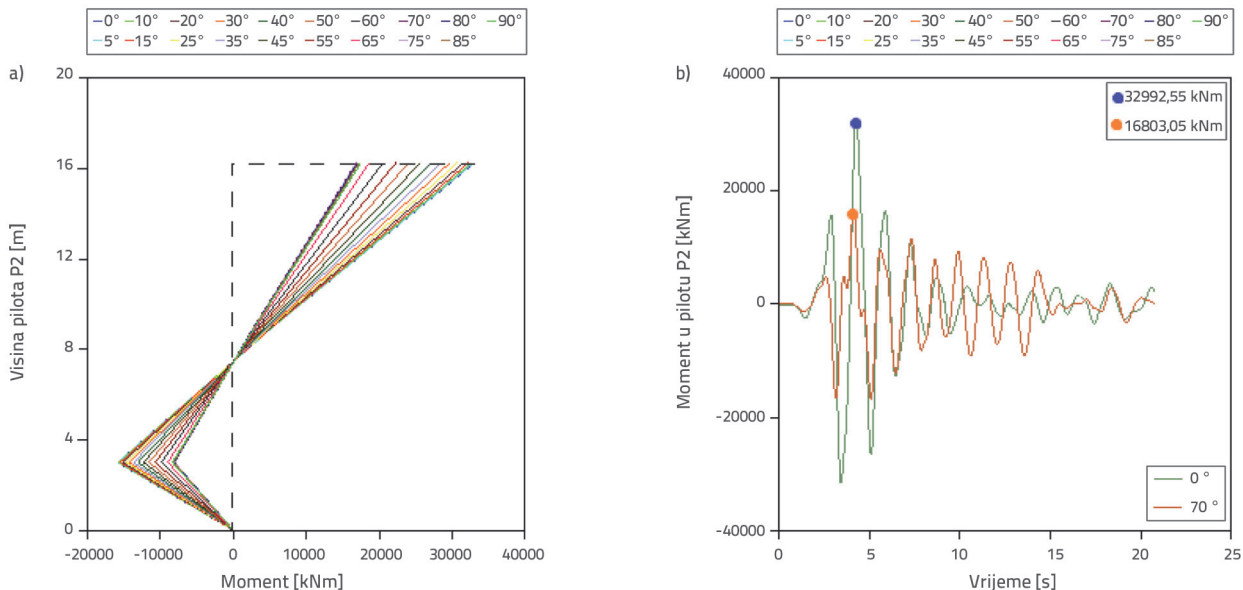 0° 10° 20° 30° 40° 50° 60° 70° 80° 90°
5° 15° 25° 35° 45° 55° 65° 75° 85°
a)
20
16
12
8
4
0
Visina pilota P2 [m]
-20000 -10000 0 10000 20000 30000 40000
Moment [kNm]
0° 10° 20° 30° 40° 50° 60° 70° 80° 90°
5° 15° 25° 35° 45° 55° 65° 75° 85°
b)
40000
20000
0
-20000
-40000
Moment u pilotu P2 [kNm]
32992,55 kNm
16803,05 kNm
0 °
70 °
0 5 10 15 20 25
Vrijeme [s]